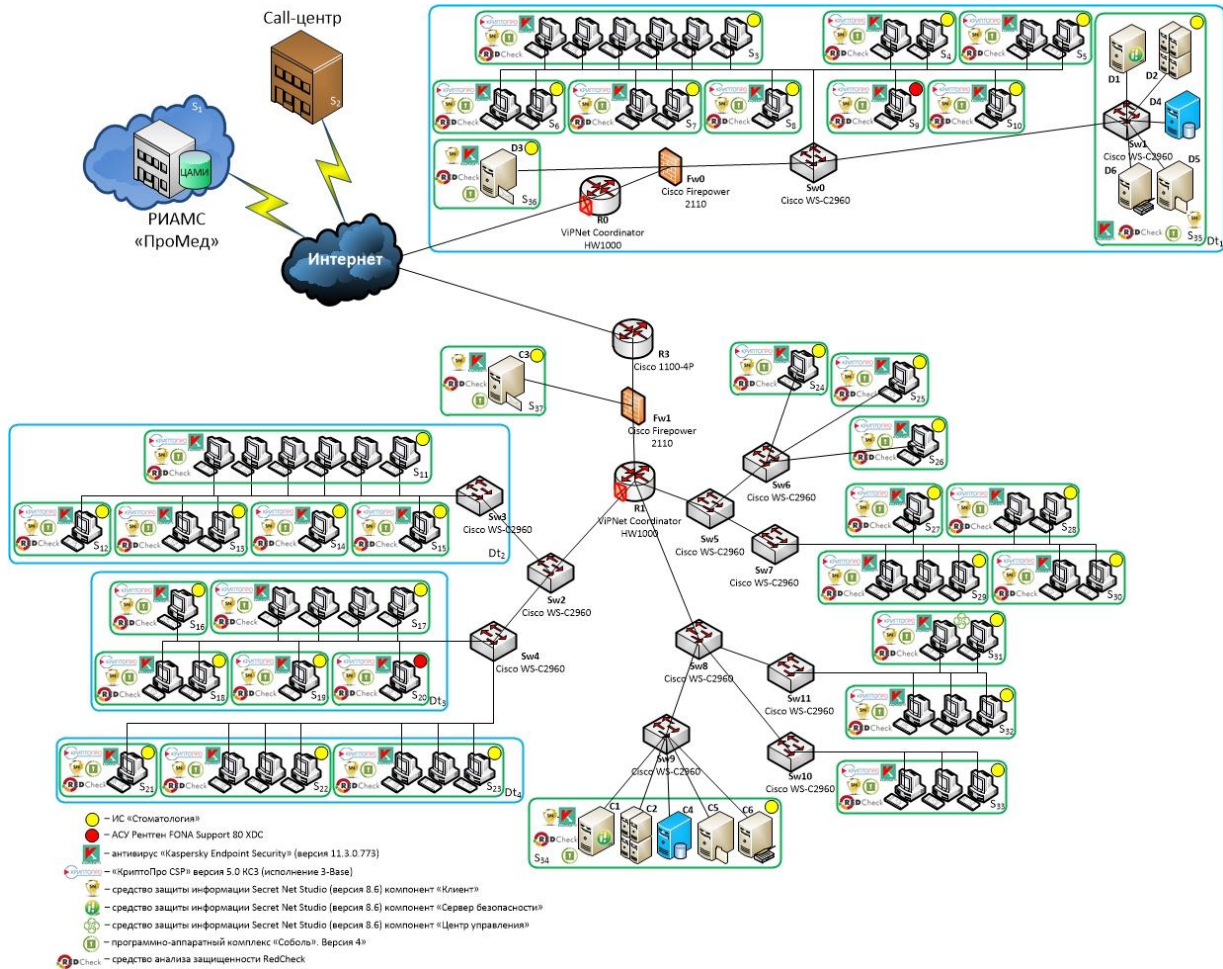 Call-центр
S₂
S₁
ЦАМИ
РИАМС
«ПроМед»
Интернет
КРИПТОПРО
REDCheck
S₃
S₄
S₅
S₆
S₇
S₈
S₉
S₁₀
D3
S₃₆
R0
ViPNet Coordinator
HW1000
Fw0
Cisco Firepower
2110
Sw0
Cisco WS-C2960
D1
D2
D4
Sw1
Cisco WS-C2960
D5
D6
S₃₅
Dt₁
R3
Cisco 1100-4P
C3
S₃₇
Fw1
Cisco Firepower
2110
R1
ViPNet Coordinator
HW1000
S₁₁
S₁₂
S₁₃
S₁₄
S₁₅
Dt₂
Sw3
Cisco WS-C2960
Sw2
Cisco WS-C2960
Sw4
Cisco WS-C2960
S₁₆
S₁₇
S₁₈
S₁₉
S₂₀
Dt₃
S₂₁
S₂₂
S₂₃
Dt₄
S₂₄
S₂₅
S₂₆
Sw6
Cisco WS-C2960
Sw5
Cisco WS-C2960
Sw7
Cisco WS-C2960
S₂₇
S₂₈
S₂₉
S₃₀
Sw8
Cisco WS-C2960
Sw11
Cisco WS-C2960
S₃₁
S₃₂
Sw10
Cisco WS-C2960
S₃₃
Sw9
Cisco WS-C2960
C1
C2
C4
C5
C6
S₃₄
– ИС «Стоматология»
– АСУ Рентген FONA Support 80 XDC
– антивирус «Kaspersky Endpoint Security» (версия 11.3.0.773)
– «КриптоПро CSP» версия 5.0 КС3 (исполнение 3-Base)
– средство защиты информации Secret Net Studio (версия 8.6) компонент «Клиент»
– средство защиты информации Secret Net Studio (версия 8.6) компонент «Сервер безопасности»
– средство защиты информации Secret Net Studio (версия 8.6) компонент «Центр управления»
– программно-аппаратный комплекс «Соболь». Версия 4»
– средство анализа защищенности RedCheck